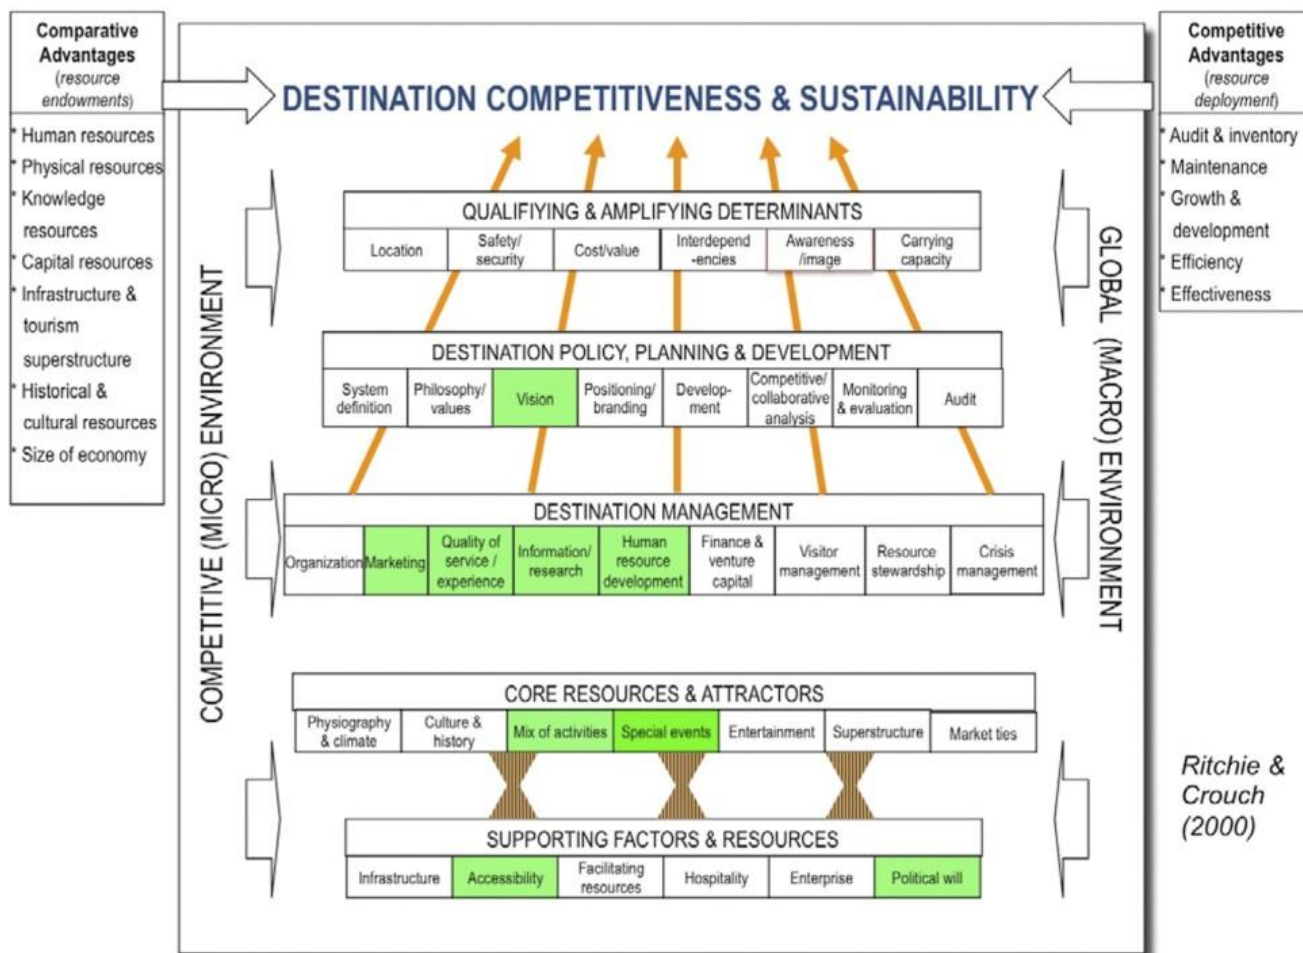 Comparative
Advantages
(resource
endowments)
* Human resources
* Physical resources
* Knowledge
resources
* Capital resources
* Infrastructure &
tourism
superstructure
* Historical &
cultural resources
* Size of economy
DESTINATION COMPETITIVENESS & SUSTAINABILITY
Competitive
Advantages
(resource
deployment)
* Audit & inventory
* Maintenance
* Growth &
development
* Efficiency
* Effectiveness
COMPETITIVE (MICRO) ENVIRONMENT
GLOBAL (MACRO) ENVIRONMENT
QUALIFIYING & AMPLIFYING DETERMINANTS
Location
Safety/
security
Cost/value
Interdepend
-encies
Awareness
/image
Carrying
capacity
DESTINATION POLICY, PLANNING & DEVELOPMENT
System
definition
Philosophy/
values
Vision
Positioning/
branding
Develop-
ment
Competitive/
collaborative
analysis
Monitoring
& evaluation
Audit
DESTINATION MANAGEMENT
Organization
Marketing
Quality of
service /
experience
Information/
research
Human
resource
development
Finance &
venture
capital
Visitor
management
Resource
stewardship
Crisis
management
CORE RESOURCES & ATTRACTORS
Physiography
& climate
Culture &
history
Mix of activities
Special events
Entertainment
Superstructure
Market ties
SUPPORTING FACTORS & RESOURCES
Infrastructure
Accessibility
Facilitating
resources
Hospitality
Enterprise
Political will
Ritchie &
Crouch
(2000)